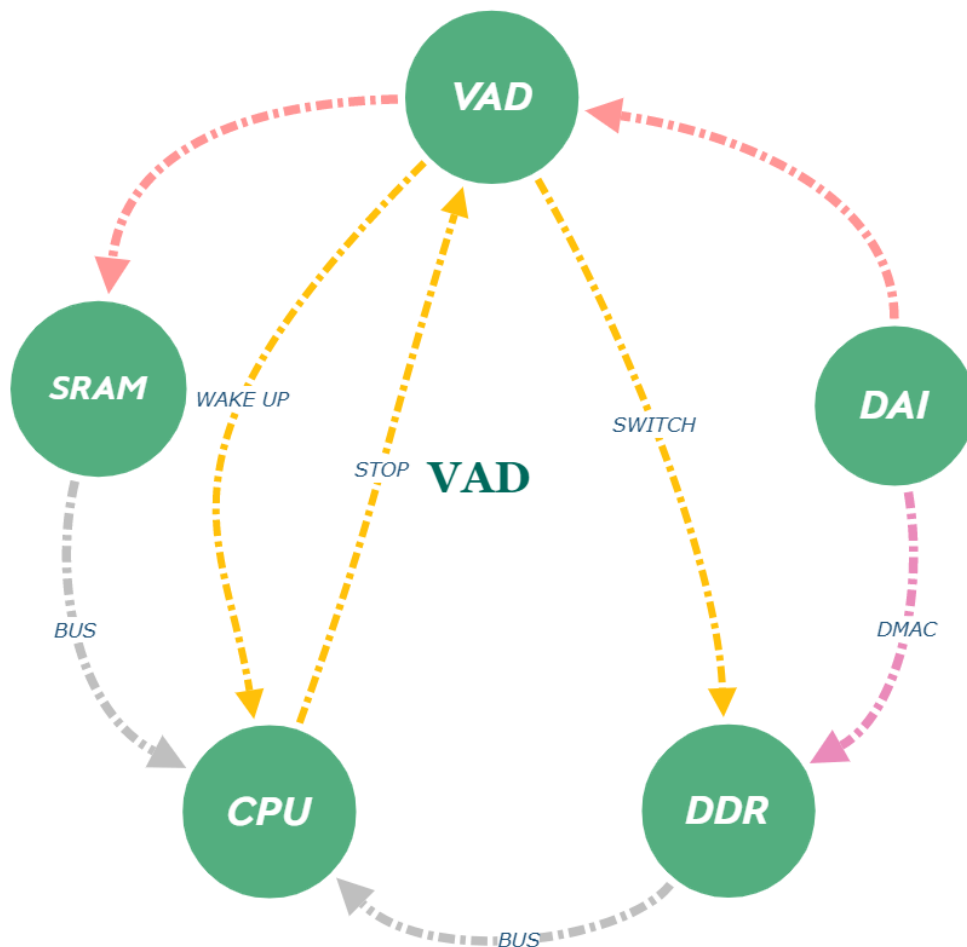 VAD
SRAM
WAKE UP
DAI
SWITCH
STOP
VAD
BUS
DMAC
CPU
DDR
BUS